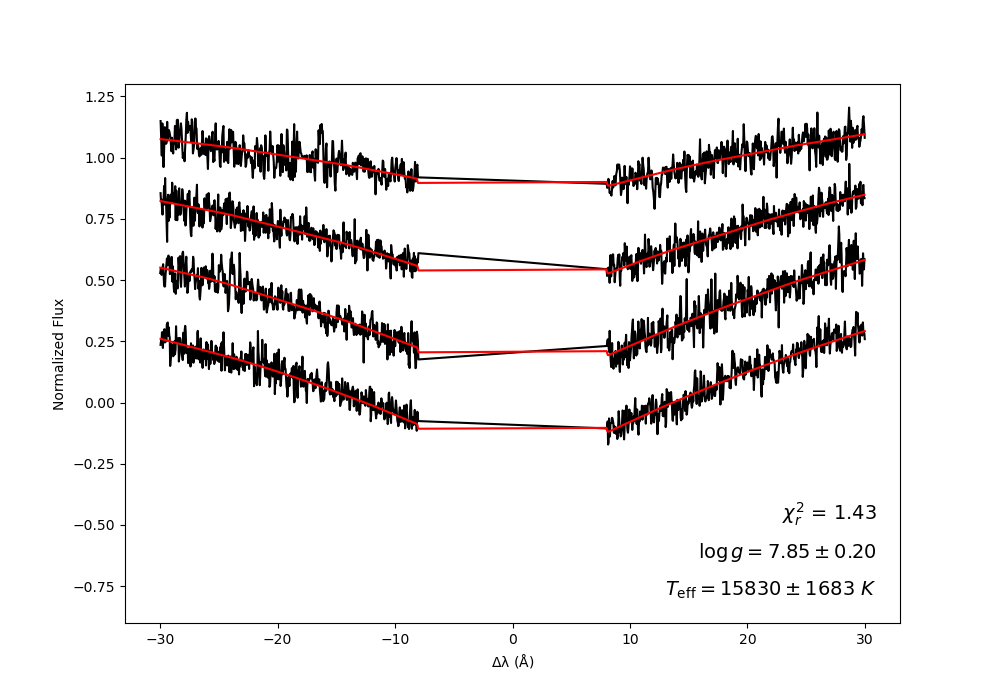 1.25
1.00
0.75
0.50
0.25
0.00
−0.25
−0.50
−0.75
Normalized Flux
χ²ᵣ = 1.43
log g = 7.85 ± 0.20
T_eff = 15830 ± 1683 K
−30 −20 −10 0 10 20 30
Δλ (Å)